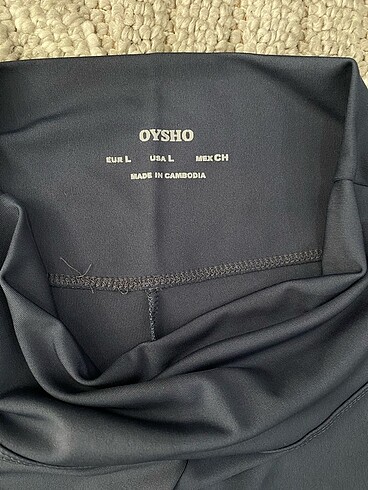 OYSHO
EUR L USA L MEX CH
MADE IN CAMBODIA